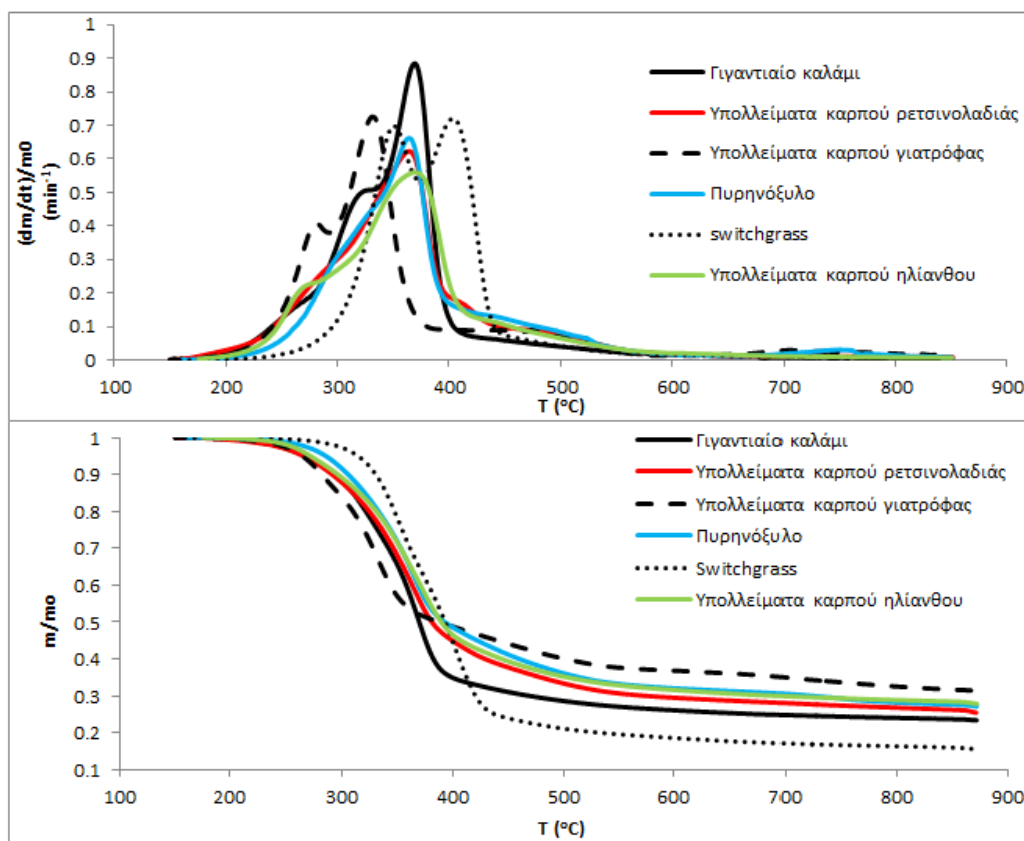 (dm/dt)/m0
(min⁻¹)
1
0.9
0.8
0.7
0.6
0.5
0.4
0.3
0.2
0.1
0
100 200 300 400 500 600 700 800 900
T (°C)
Γιγαντιαίο καλάμι
Υπολλείματα καρπού ρετσινολαδιάς
Υπολλείματα καρπού γιατρόφας
Πυρηνόξυλο
switchgrass
Υπολλείματα καρπού ηλίανθου
m/mo
1
0.9
0.8
0.7
0.6
0.5
0.4
0.3
0.2
0.1
100 200 300 400 500 600 700 800 900
T (°C)
Γιγαντιαίο καλάμι
Υπολλείματα καρπού ρετσινολαδιάς
Υπολλείματα καρπού γιατρόφας
Πυρηνόξυλο
Switchgrass
Υπολλείματα καρπού ηλίανθου